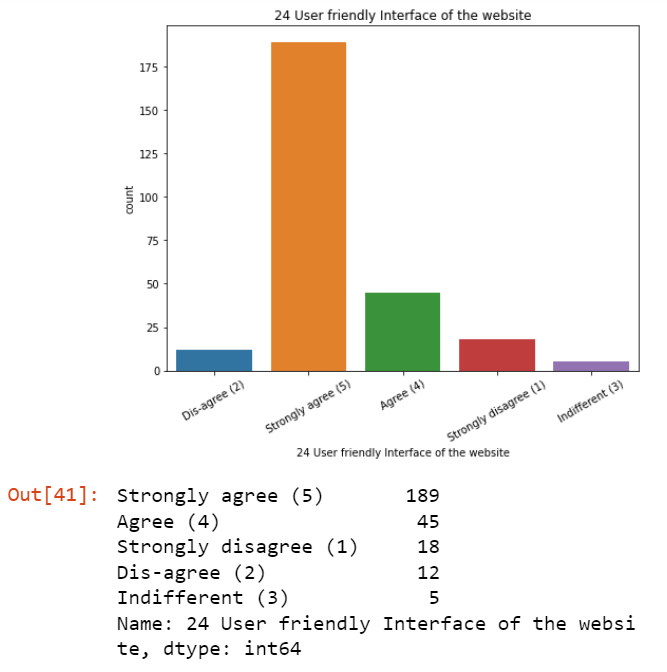 24 User friendly Interface of the website
175
150
125
100
75
50
25
0
count
Dis-agree (2)
Strongly agree (5)
Agree (4)
Strongly disagree (1)
Indifferent (3)
24 User friendly Interface of the website
Out[41]: Strongly agree (5) 189
Agree (4) 45
Strongly disagree (1) 18
Dis-agree (2) 12
Indifferent (3) 5
Name: 24 User friendly Interface of the websi
te, dtype: int64